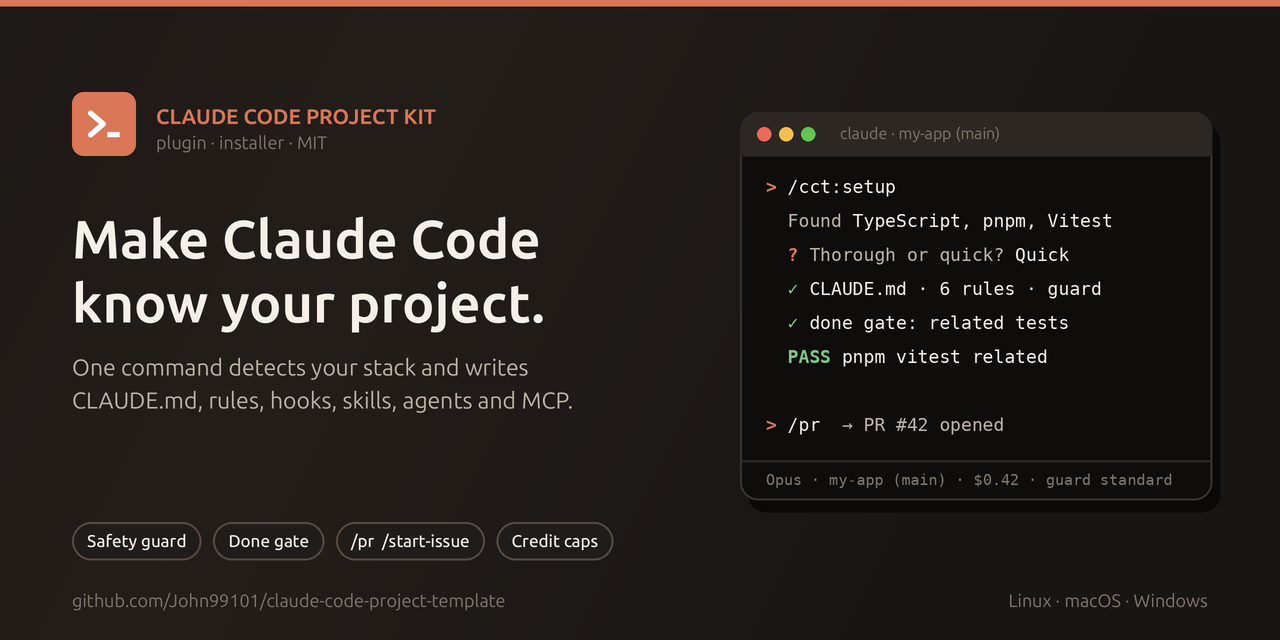 CLAUDE CODE PROJECT KIT
plugin · installer · MIT
Make Claude Code
know your project.
One command detects your stack and writes
CLAUDE.md, rules, hooks, skills, agents and MCP.
Safety guard
Done gate
/pr /start-issue
Credit caps
github.com/John99101/claude-code-project-template
claude · my-app (main)
> /cct:setup
Found TypeScript, pnpm, Vitest
? Thorough or quick? Quick
✓ CLAUDE.md · 6 rules · guard
✓ done gate: related tests
PASS pnpm vitest related
> /pr → PR #42 opened
Opus · my-app (main) · $0.42 · guard standard
Linux · macOS · Windows